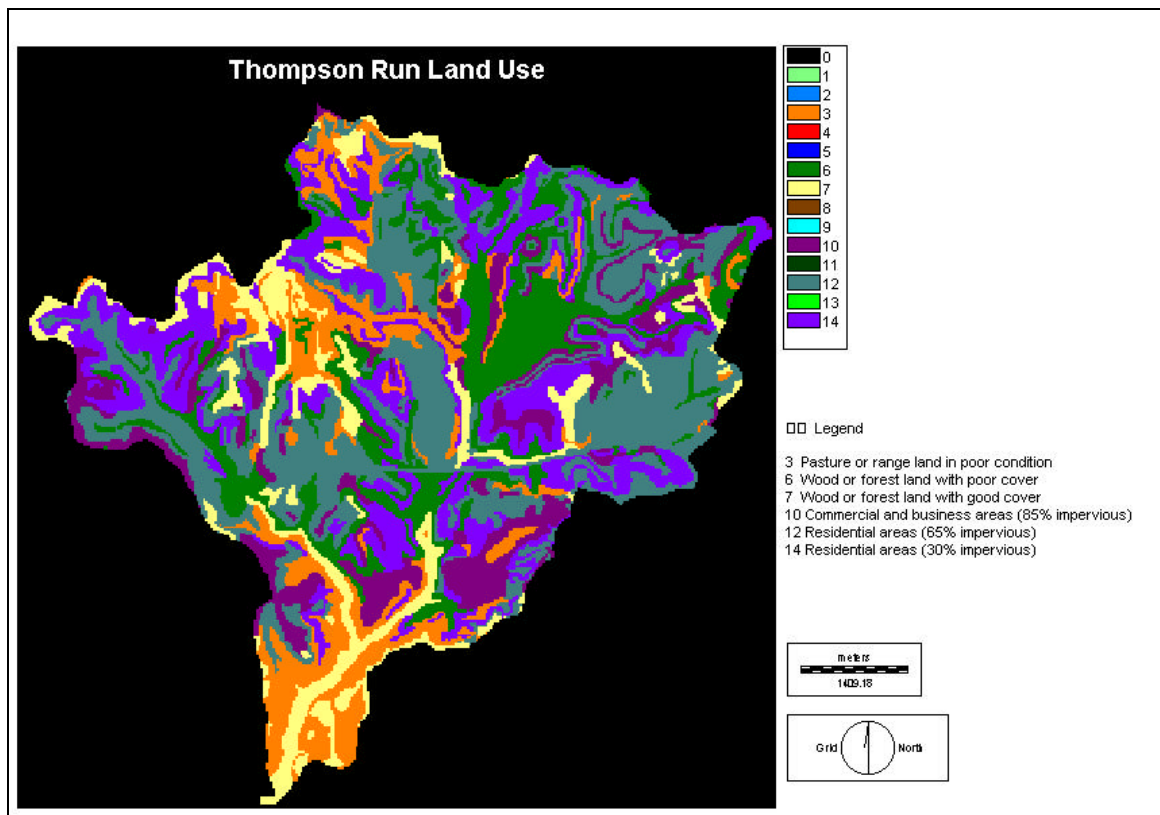 Thompson Run Land Use
0
1
2
3
4
5
6
7
8
9
10
11
12
13
14
Legend
3 Pasture or range land in poor condition
6 Wood or forest land with poor cover
7 Wood or forest land with good cover
10 Commercial and business areas (85% impervious)
12 Residential areas (65% impervious)
14 Residential areas (30% impervious)
meters
1409.18
Grid North